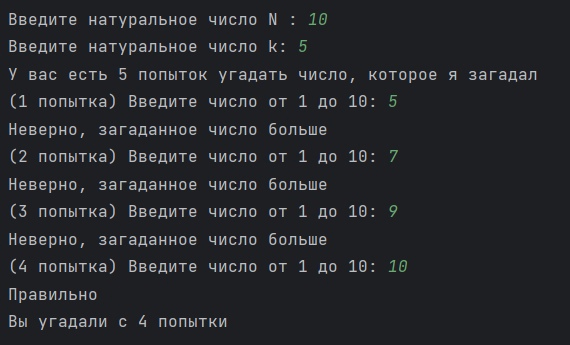 Введите натуральное число N : 10
Введите натуральное число k: 5
У вас есть 5 попыток угадать число, которое я загадал
(1 попытка) Введите число от 1 до 10: 5
Неверно, загаданное число больше
(2 попытка) Введите число от 1 до 10: 7
Неверно, загаданное число больше
(3 попытка) Введите число от 1 до 10: 9
Неверно, загаданное число больше
(4 попытка) Введите число от 1 до 10: 10
Правильно
Вы угадали с 4 попытки